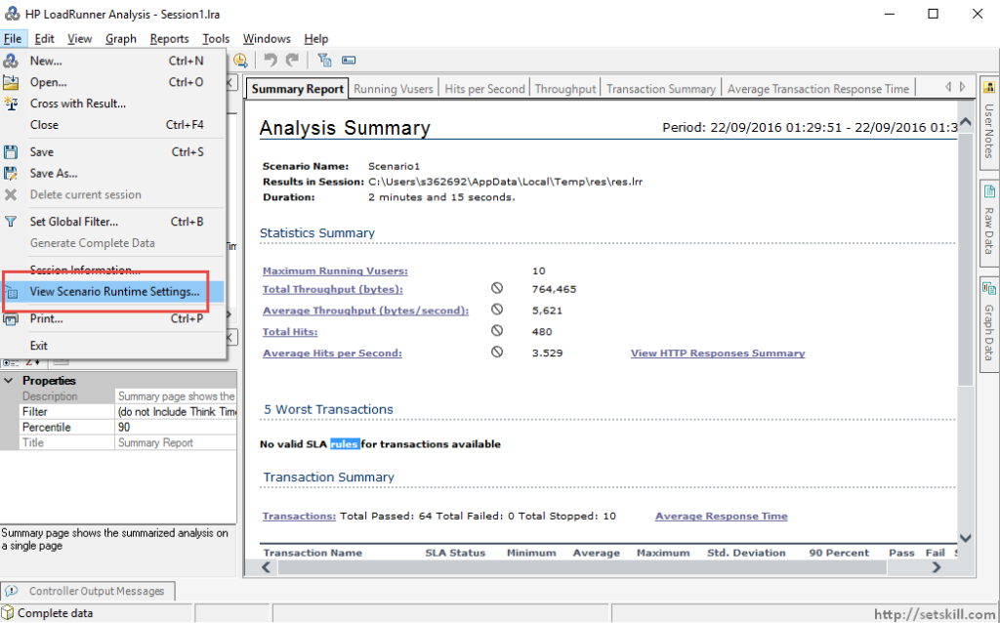 HP LoadRunner Analysis - Session1.lra
File Edit View Graph Reports Tools Windows Help
New... Ctrl+N
Open... Ctrl+O
Cross with Result...
Close Ctrl+F4
Save Ctrl+S
Save As...
Delete current session
Set Global Filter... Ctrl+B
Generate Complete Data
Session Information...
View Scenario Runtime Settings...
Print... Ctrl+P
Exit
Properties
Description Summary page shows the
Filter (do not Include Think Time
Percentile 90
Title Summary Report
Summary page shows the summarized analysis on
a single page
Summary Report Running Vusers Hits per Second Throughput Transaction Summary Average Transaction Response Time
Analysis Summary Period: 22/09/2016 01:29:51 - 22/09/2016 01:3
Scenario Name: Scenario1
Results in Session: C:\Users\s362692\AppData\Local\Temp\res\res.lrr
Duration: 2 minutes and 15 seconds.
Statistics Summary
Maximum Running Vusers: 10
Total Throughput (bytes): 764,465
Average Throughput (bytes/second): 5,621
Total Hits: 480
Average Hits per Second: 3.529 View HTTP Responses Summary
5 Worst Transactions
No valid SLA rules for transactions available
Transaction Summary
Transactions: Total Passed: 64 Total Failed: 0 Total Stopped: 10 Average Response Time
Transaction Name SLA Status Minimum Average Maximum Std. Deviation 90 Percent Pass Fail
User Notes
Raw Data
Graph Data
Controller Output Messages
Complete data
http://setskill.com